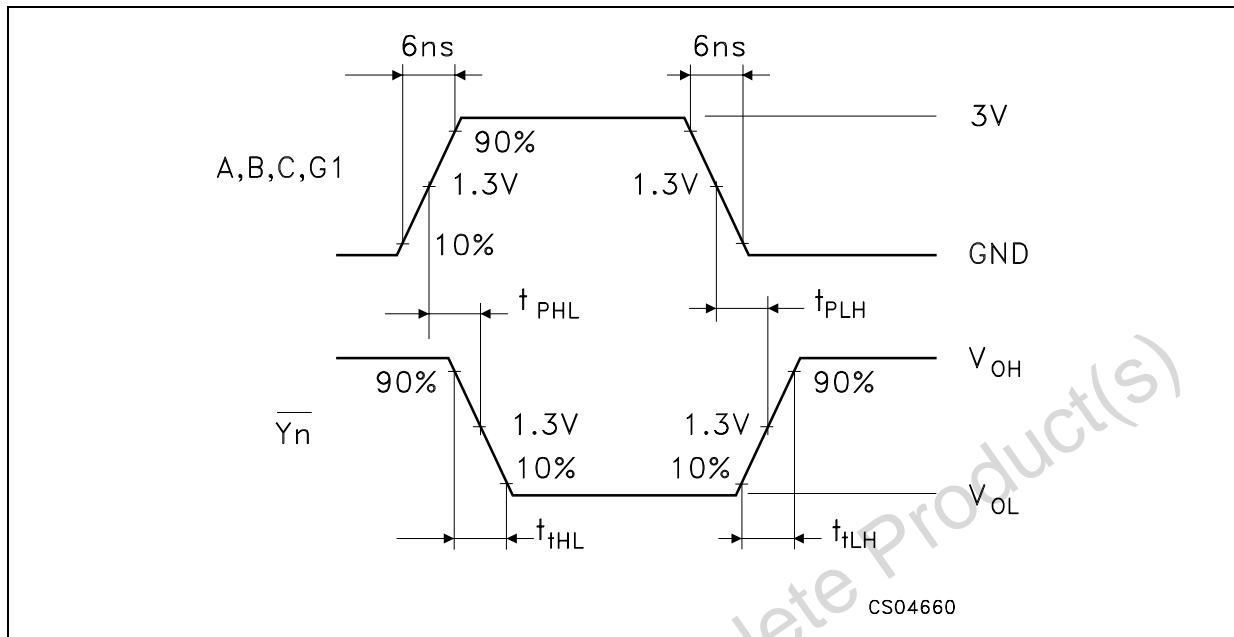 6ns 6ns
3V
90%
A,B,C,G1
1.3V 1.3V
10%
GND
t PHL tPLH
VOH
90% 90%
Yn
1.3V 1.3V
10% 10%
VOL
ttHL ttLH
lete Product(s)
CS04660